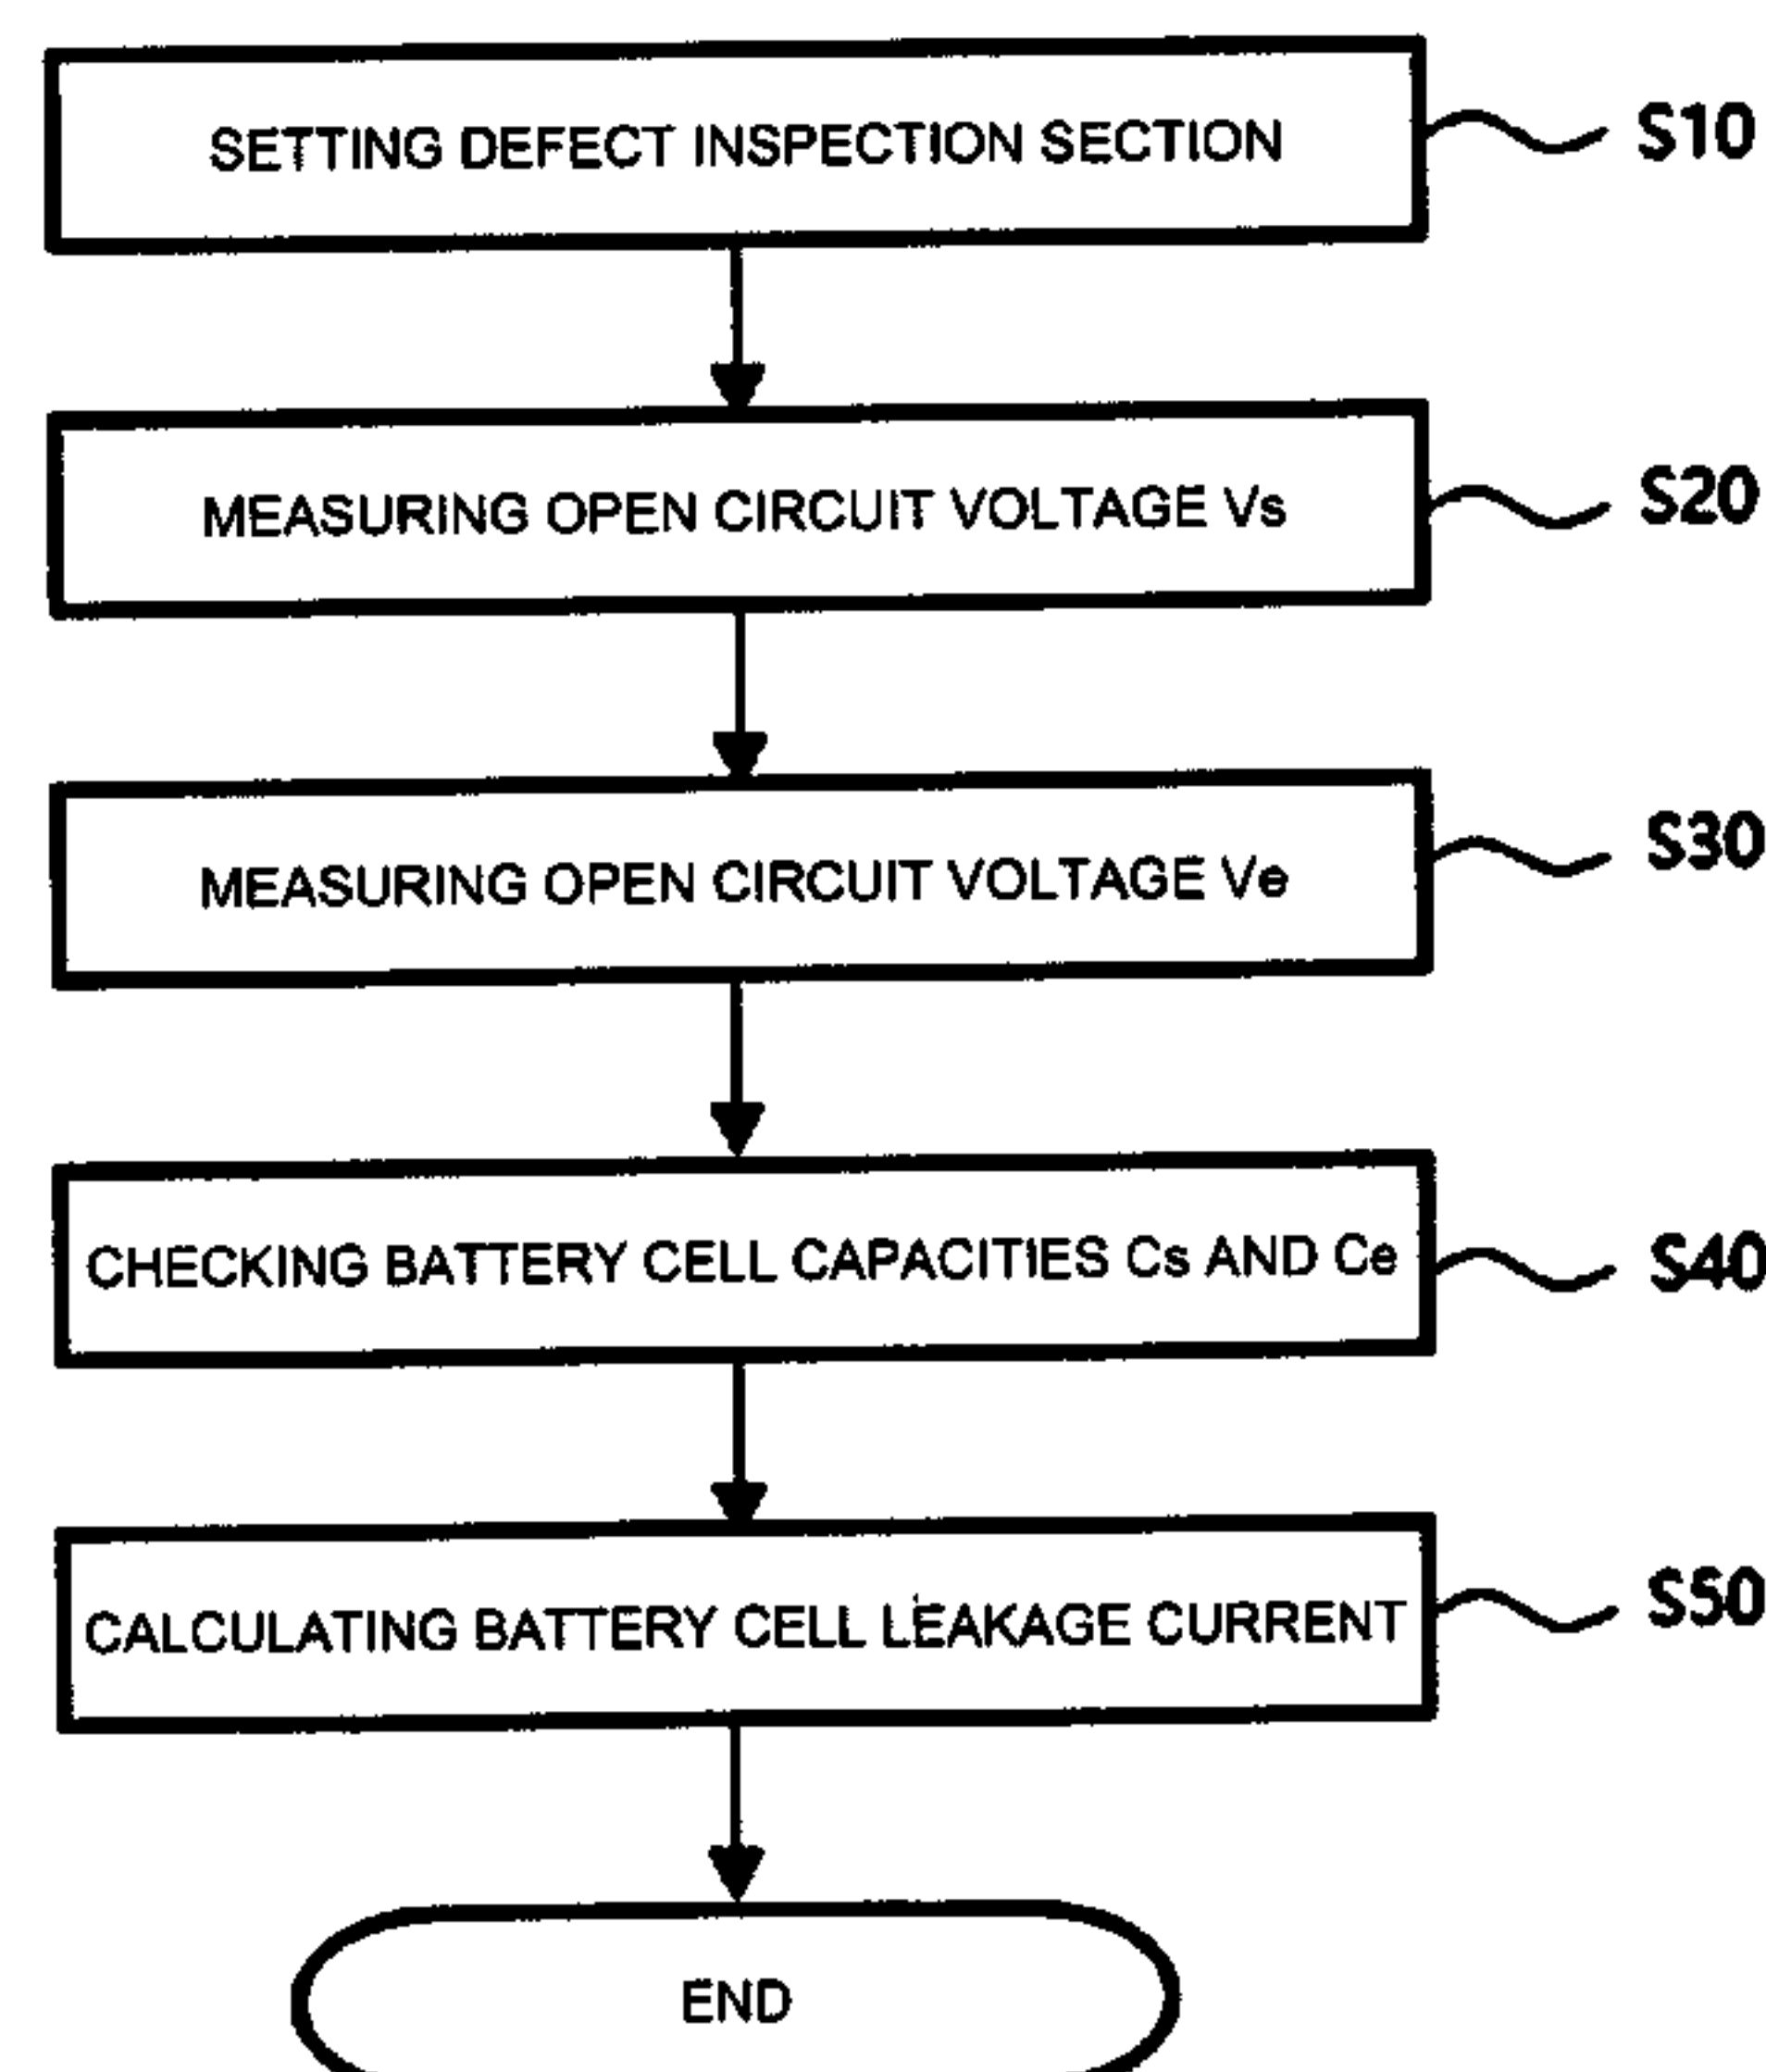 SETTING DEFECT INSPECTION SECTION S10
MEASURING OPEN CIRCUIT VOLTAGE Vs S20
MEASURING OPEN CIRCUIT VOLTAGE Ve S30
CHECKING BATTERY CELL CAPACITIES Cs AND Ce S40
CALCULATING BATTERY CELL LEAKAGE CURRENT S50
END